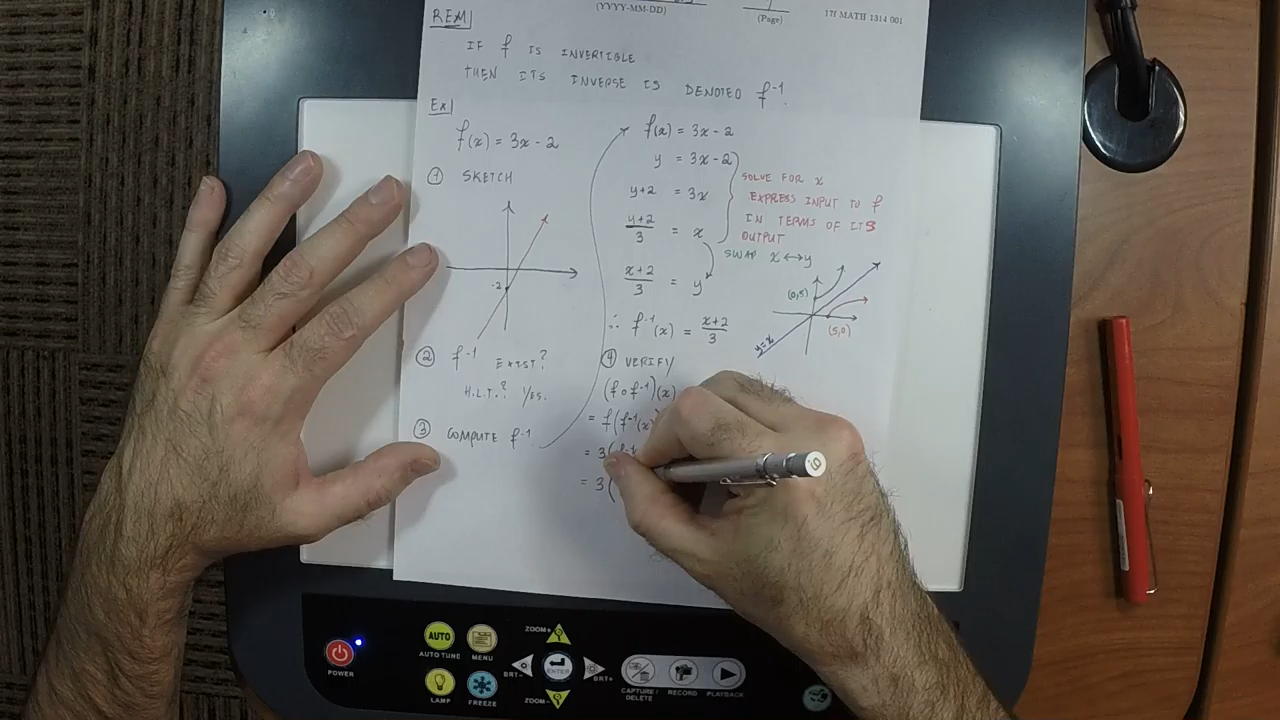 (YYYY-MM-DD)
(Page)
17f MATH 1314 001
REM
IF f IS INVERTIBLE
THEN ITS INVERSE IS DENOTED f⁻¹.
Ex
f(x) = 3x - 2
① SKETCH
-2
② f⁻¹ EXIST?
H.L.T.? YES.
③ COMPUTE f⁻¹
f(x) = 3x - 2
y = 3x - 2
y+2 = 3x
y+2/3 = x
x+2/3 = y
∴ f⁻¹(x) = x+2/3
SOLVE FOR x
EXPRESS INPUT TO f
IN TERMS OF ITS
OUTPUT
SWAP x ↔ y
(0,5)
(5,0)
y=x
④ VERIFY
(f ∘ f⁻¹)(x)
= f(f⁻¹(x)
= 3(f⁻¹
= 3(
6
POWER
AUTO
AUTO TUNE
MENU
LAMP
FREEZE
ZOOM+
BRT-
ENTER
BRT+
ZOOM-
CAPTURE / DELETE
RECORD
PLAYBACK